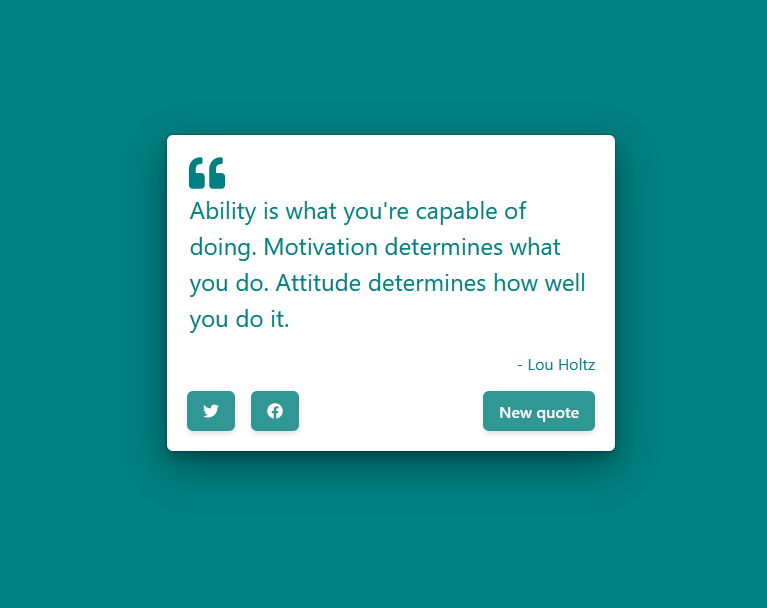 Ability is what you're capable of
doing. Motivation determines what
you do. Attitude determines how well
you do it.
- Lou Holtz
New quote